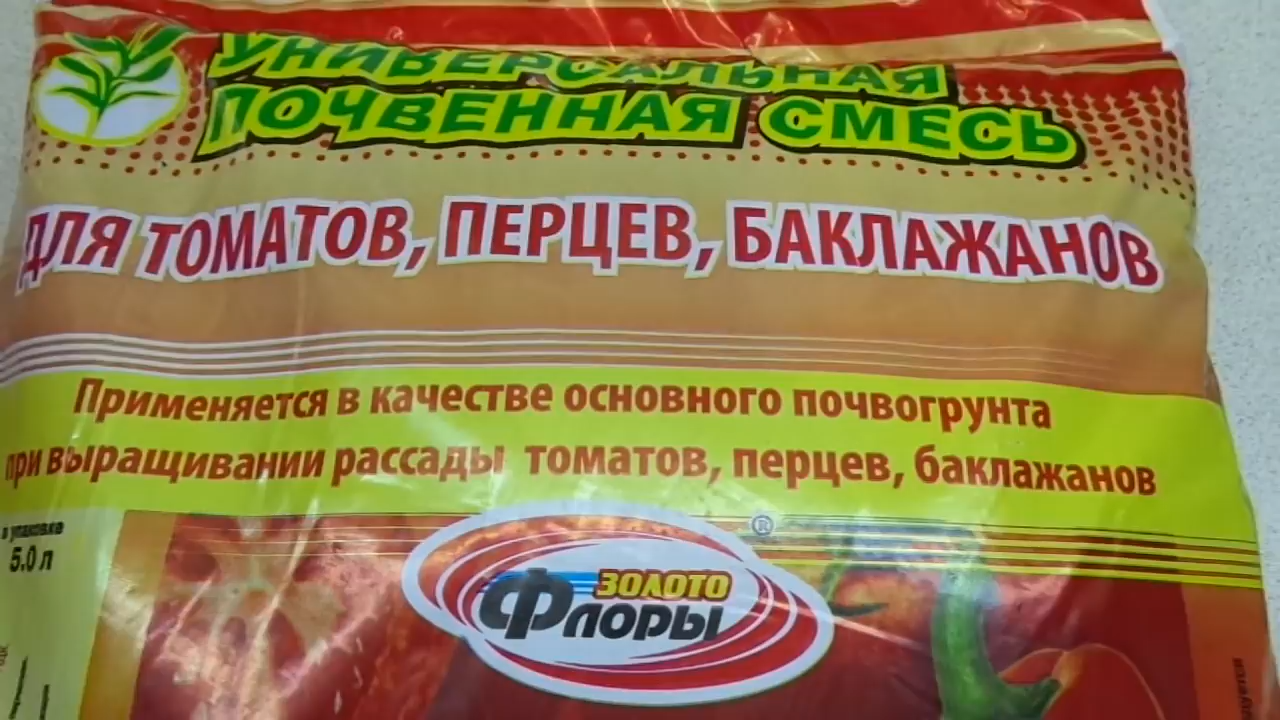 УНИВЕРСАЛЬНАЯ
ПОЧВЕННАЯ СМЕСЬ
ДЛЯ ТОМАТОВ, ПЕРЦЕВ, БАКЛАЖАНОВ
Применяется в качестве основного почвогрунта
при выращивании рассады томатов, перцев, баклажанов
в упаковке
5.0 л
®
ЗОЛОТО
Флоры